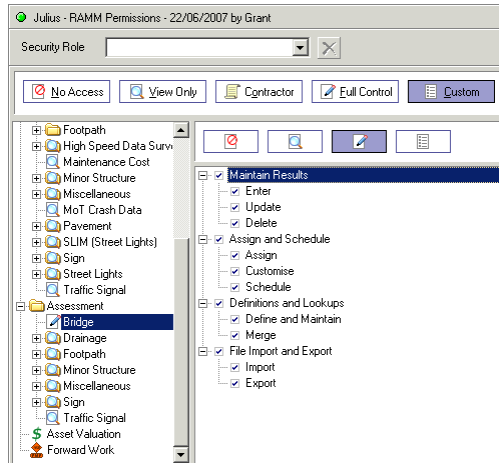 Julius - RAMM Permissions - 22/06/2007 by Grant
Security Role
No Access
View Only
Contractor
Full Control
Custom
Footpath
High Speed Data Surv
Maintenance Cost
Minor Structure
Miscellaneous
MoT Crash Data
Pavement
SLIM (Street Lights)
Sign
Street Lights
Traffic Signal
Assessment
Bridge
Drainage
Footpath
Minor Structure
Miscellaneous
Sign
Traffic Signal
Asset Valuation
Forward Work
Maintain Results
Enter
Update
Delete
Assign and Schedule
Assign
Customise
Schedule
Definitions and Lookups
Define and Maintain
Merge
File Import and Export
Import
Export